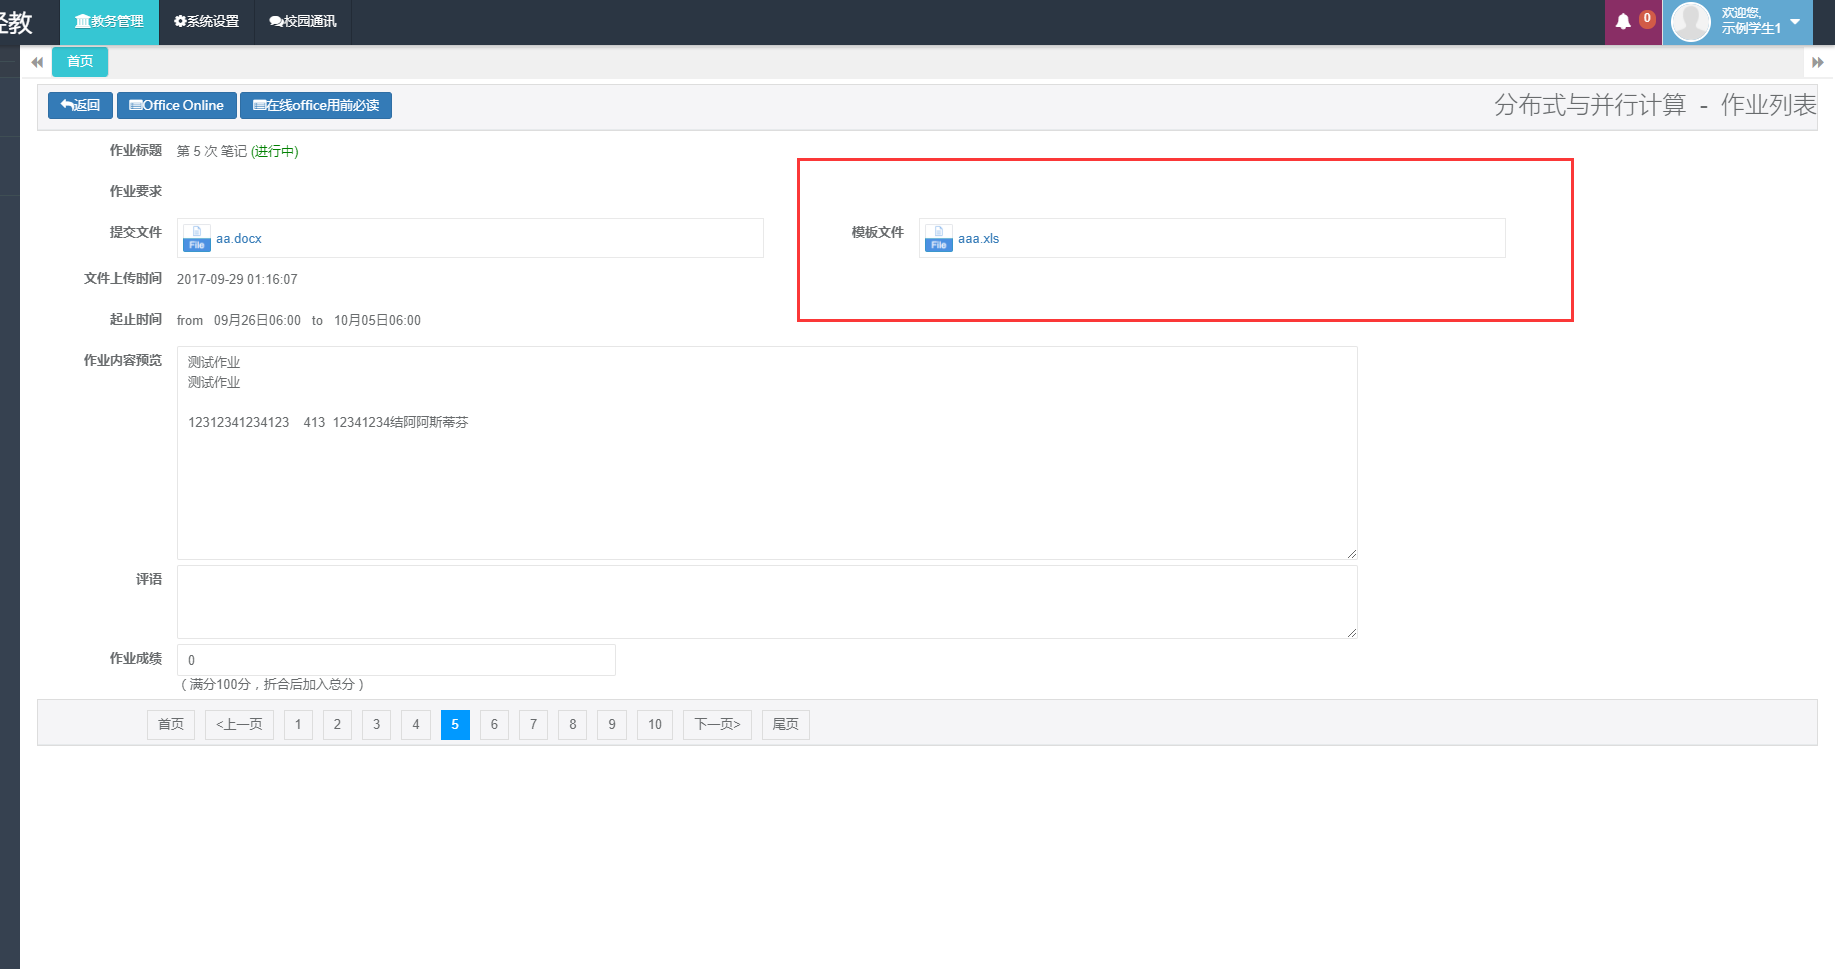 轻教 教务管理 系统设置 校园通讯 0 欢迎您,
示例学生1
首页
返回 Office Online 在线office用前必读 分布式与并行计算 - 作业列表
作业标题 第 5 次 笔记 (进行中)
作业要求
提交文件 File aa.docx 模板文件 File aaa.xls
文件上传时间 2017-09-29 01:16:07
起止时间 from 09月26日06:00 to 10月05日06:00
作业内容预览 测试作业
测试作业
12312341234123 413 12341234结阿阿斯蒂芬
评语
作业成绩 0
（满分100分，折合后加入总分）
首页 <上一页 1 2 3 4 5 6 7 8 9 10 下一页> 尾页